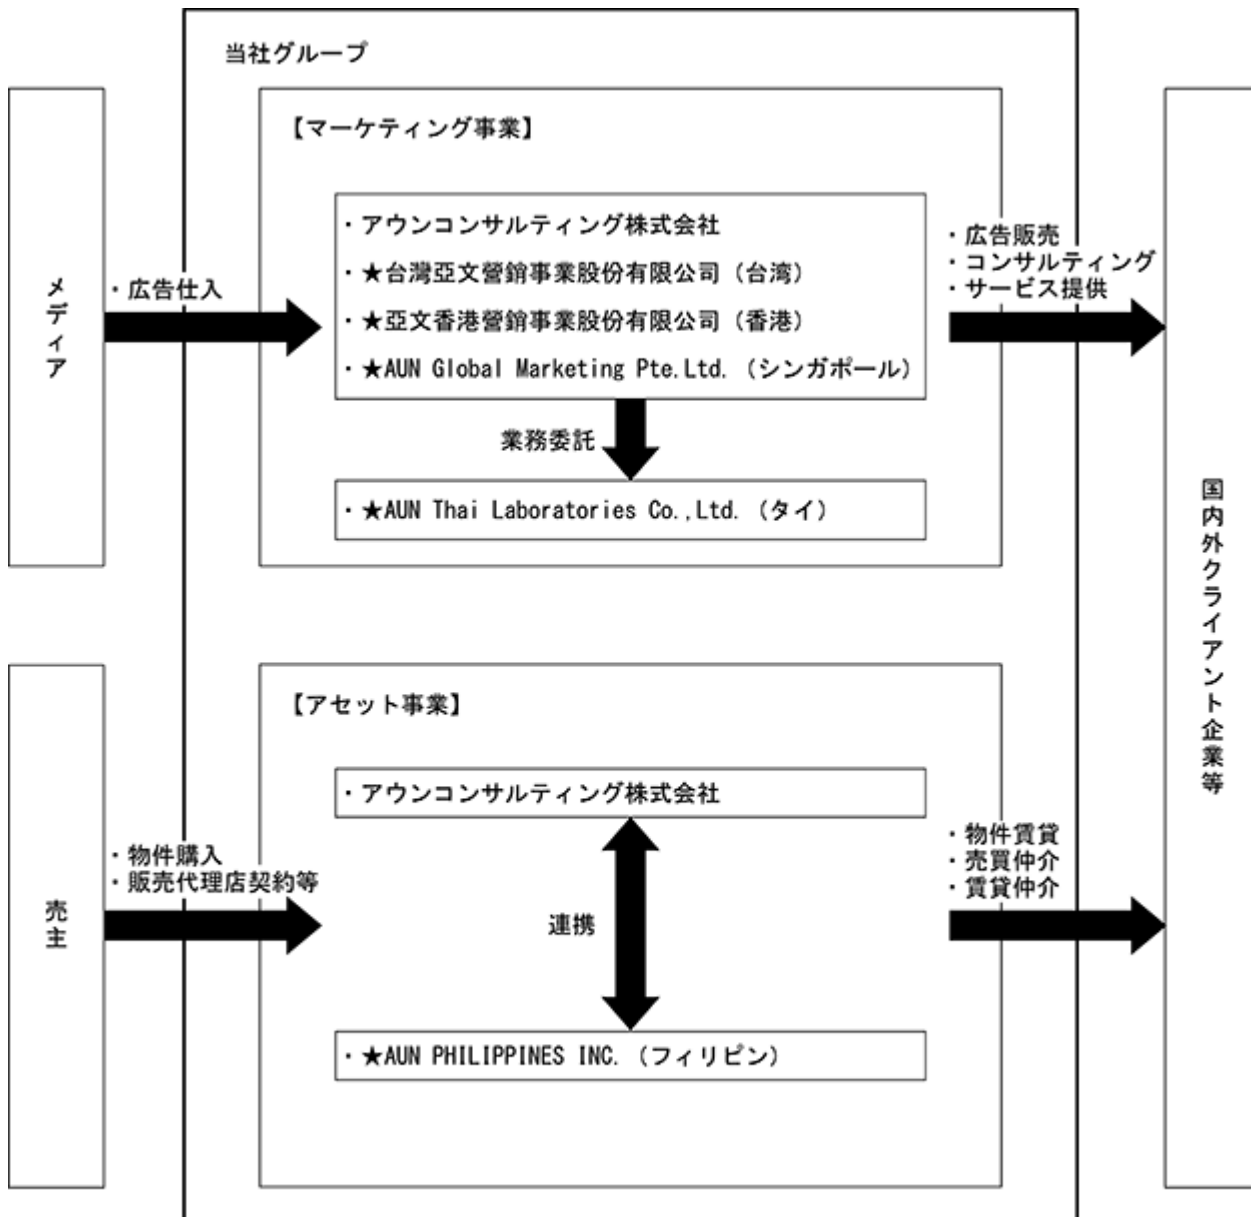 当社グループ
【マーケティング事業】
・アウンコンサルティング株式会社
・★台灣亞文營銷事業股份有限公司（台湾）
・★亞文香港營銷事業股份有限公司（香港）
・★AUN Global Marketing Pte.Ltd.（シンガポール）
業務委託
・★AUN Thai Laboratories Co.,Ltd.（タイ）
メディア
・広告仕入
・広告販売
・コンサルティング
・サービス提供
国内外クライアント企業等
【アセット事業】
・アウンコンサルティング株式会社
連携
・★AUN PHILIPPINES INC.（フィリピン）
売主
・物件購入
・販売代理店契約等
・物件賃貸
・売買仲介
・賃貸仲介